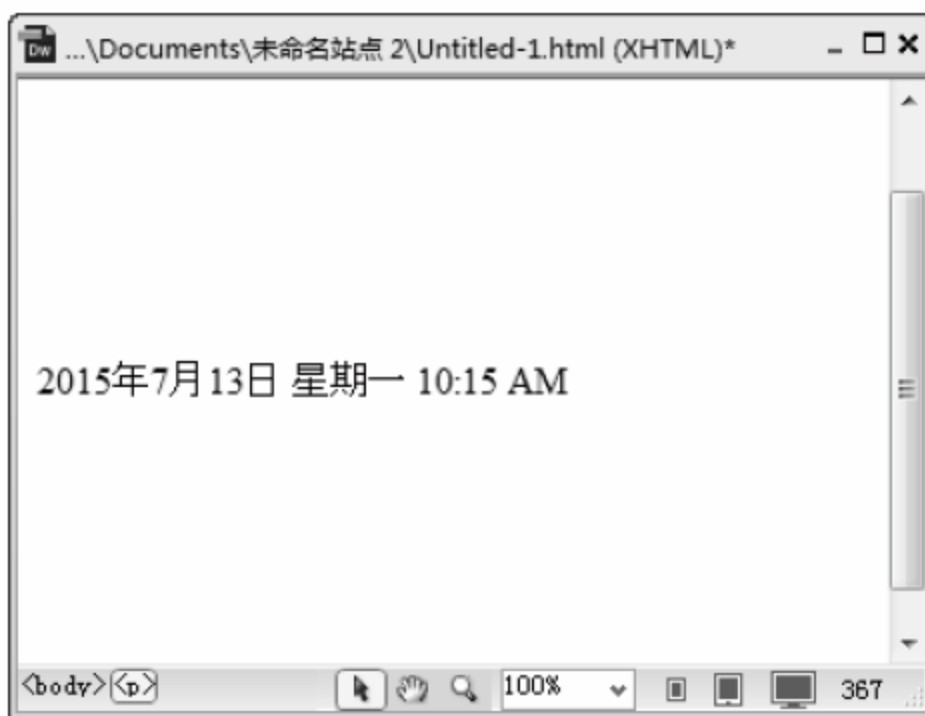 Dw ...\Documents\未命名站点 2\Untitled-1.html (XHTML)*
2015年7月13日 星期一 10:15 AM
<body><p> 100% 367